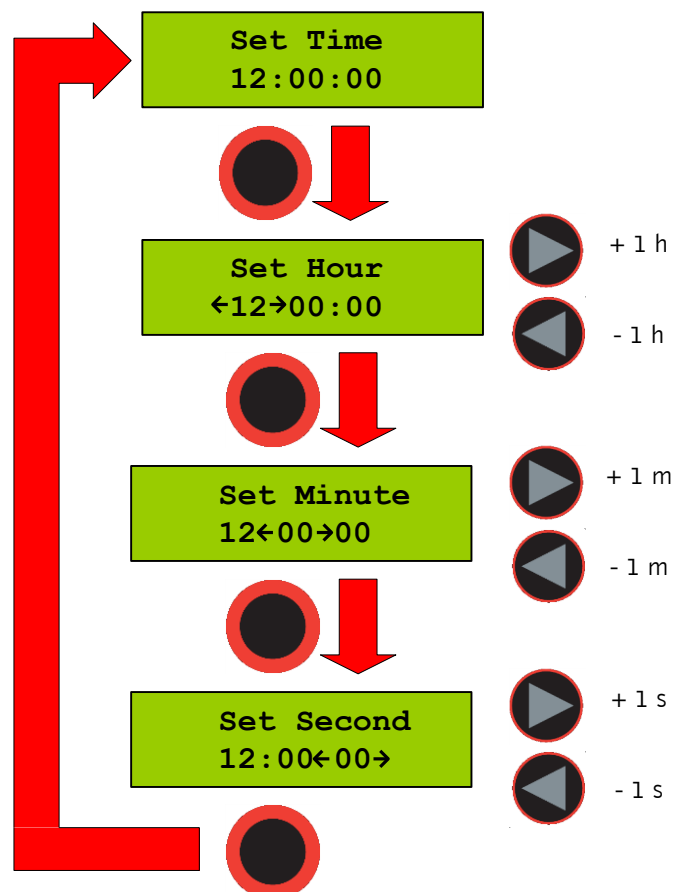 Set Time
12:00:00
Set Hour
←12→00:00
+ 1 h
- 1 h
Set Minute
12←00→00
+ 1 m
- 1 m
Set Second
12:00←00→
+ 1 s
- 1 s